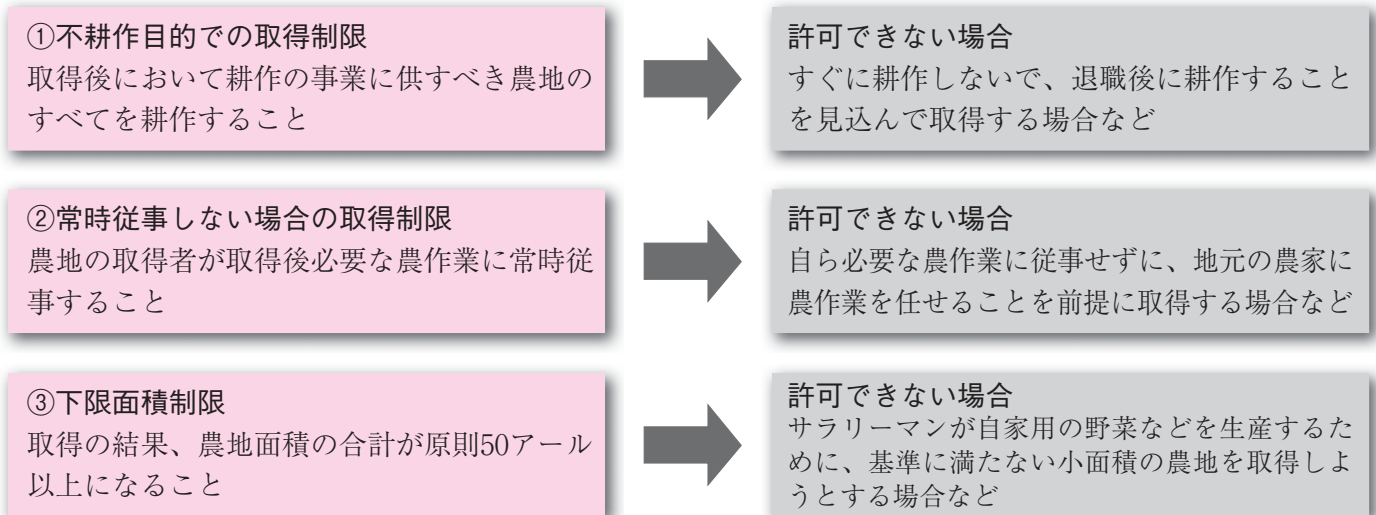 ①不耕作目的での取得制限
取得後において耕作の事業に供すべき農地の
すべてを耕作すること
許可できない場合
すぐに耕作しないで、退職後に耕作すること
を見込んで取得する場合など
②常時従事しない場合の取得制限
農地の取得者が取得後必要な農作業に常時従
事すること
許可できない場合
自ら必要な農作業に従事せずに、地元の農家に
農作業を任せることを前提に取得する場合など
③下限面積制限
取得の結果、農地面積の合計が原則50アール
以上になること
許可できない場合
サラリーマンが自家用の野菜などを生産するた
めに、基準に満たない小面積の農地を取得しよ
うとする場合など